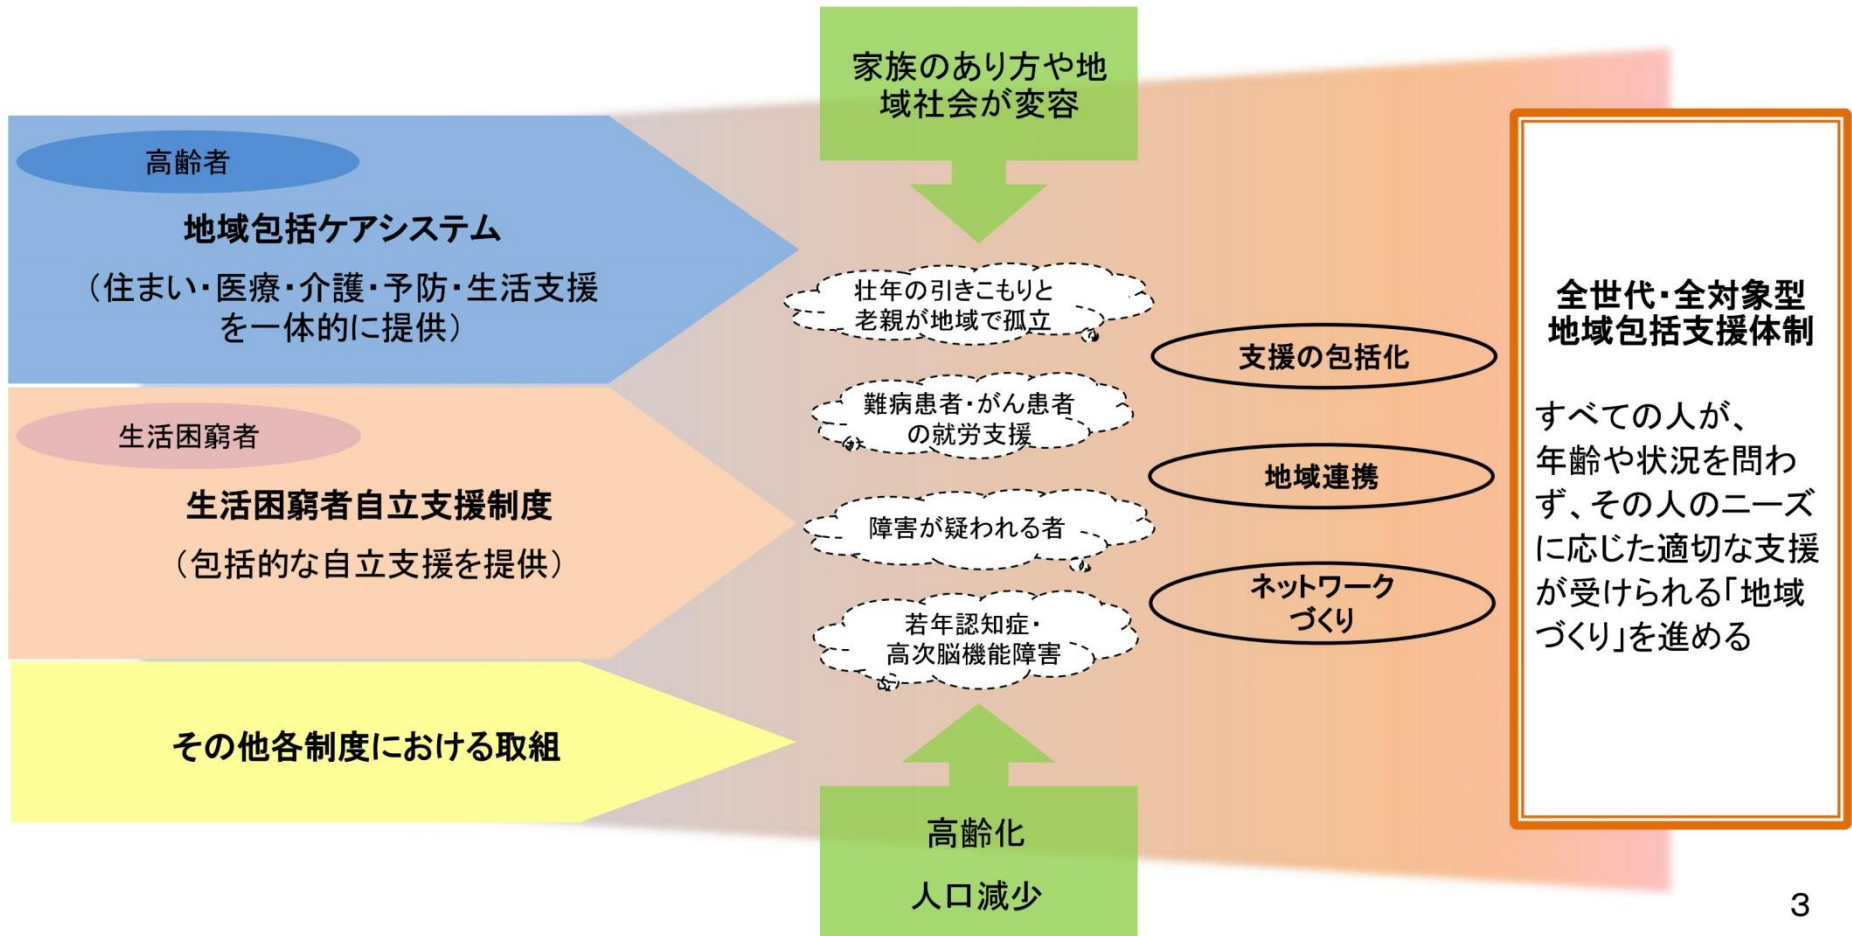 家族のあり方や地
域社会が変容
高齢者
地域包括ケアシステム
（住まい・医療・介護・予防・生活支援
を一体的に提供）
生活困窮者
生活困窮者自立支援制度
（包括的な自立支援を提供）
その他各制度における取組
壮年の引きこもりと
老親が地域で孤立
難病患者・がん患者
の就労支援
障害が疑われる者
若年認知症・
高次脳機能障害
高齢化
人口減少
支援の包括化
地域連携
ネットワーク
づくり
全世代・全対象型
地域包括支援体制
すべての人が、
年齢や状況を問わ
ず、その人のニーズ
に応じた適切な支援
が受けられる「地域
づくり」を進める
3